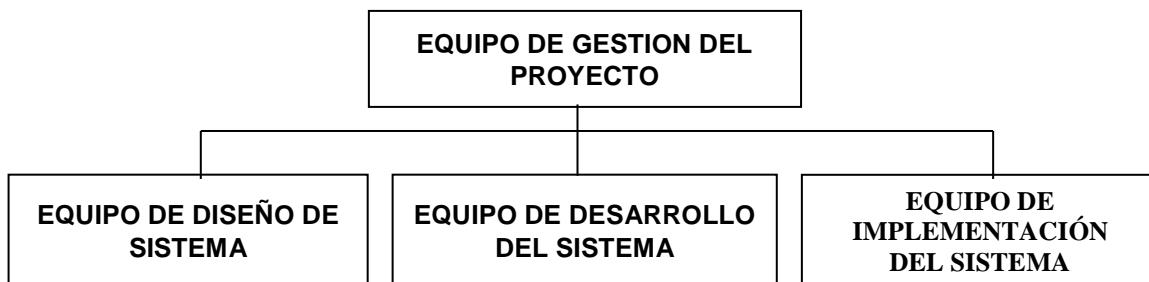 EQUIPO DE GESTION DEL
PROYECTO
EQUIPO DE DISEÑO DE
SISTEMA
EQUIPO DE DESARROLLO
DEL SISTEMA
EQUIPO DE
IMPLEMENTACIÓN
DEL SISTEMA